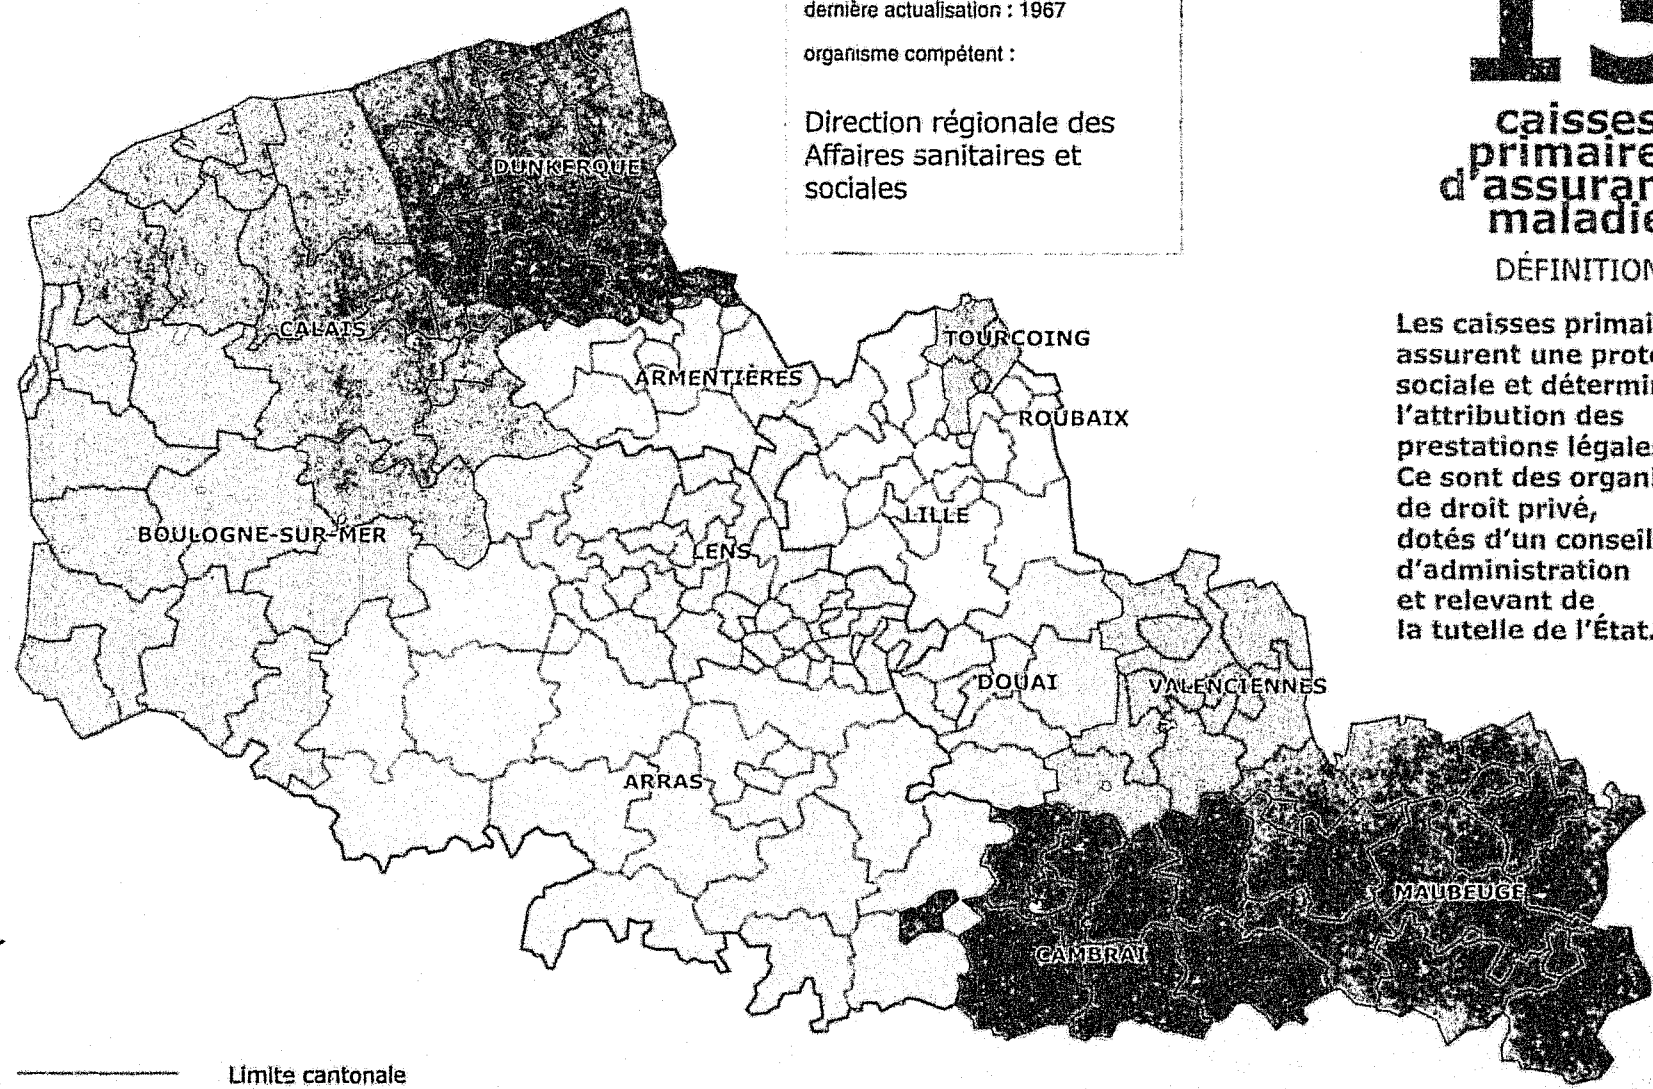 dernière actualisation : 1967
organisme compétent :
Direction régionale des
Affaires sanitaires et
sociales
caisses
primaire
d'assuran
maladie
DÉFINITION
Les caisses primai
assurent une prote
sociale et détermi
l'attribution des
prestations légales
Ce sont des organi
de droit privé,
dotés d'un conseil
d'administration
et relevant de
la tutelle de l'État.
DUNKERQUE
CALAIS
TOURCOING
ARMENTIÈRES
ROUBAIX
BOULOGNE-SUR-MER
LILLE
LENS
DOUAI
VALENCIENNES
ARRAS
MAUBEUGE
CAMBRAI
Limite cantonale